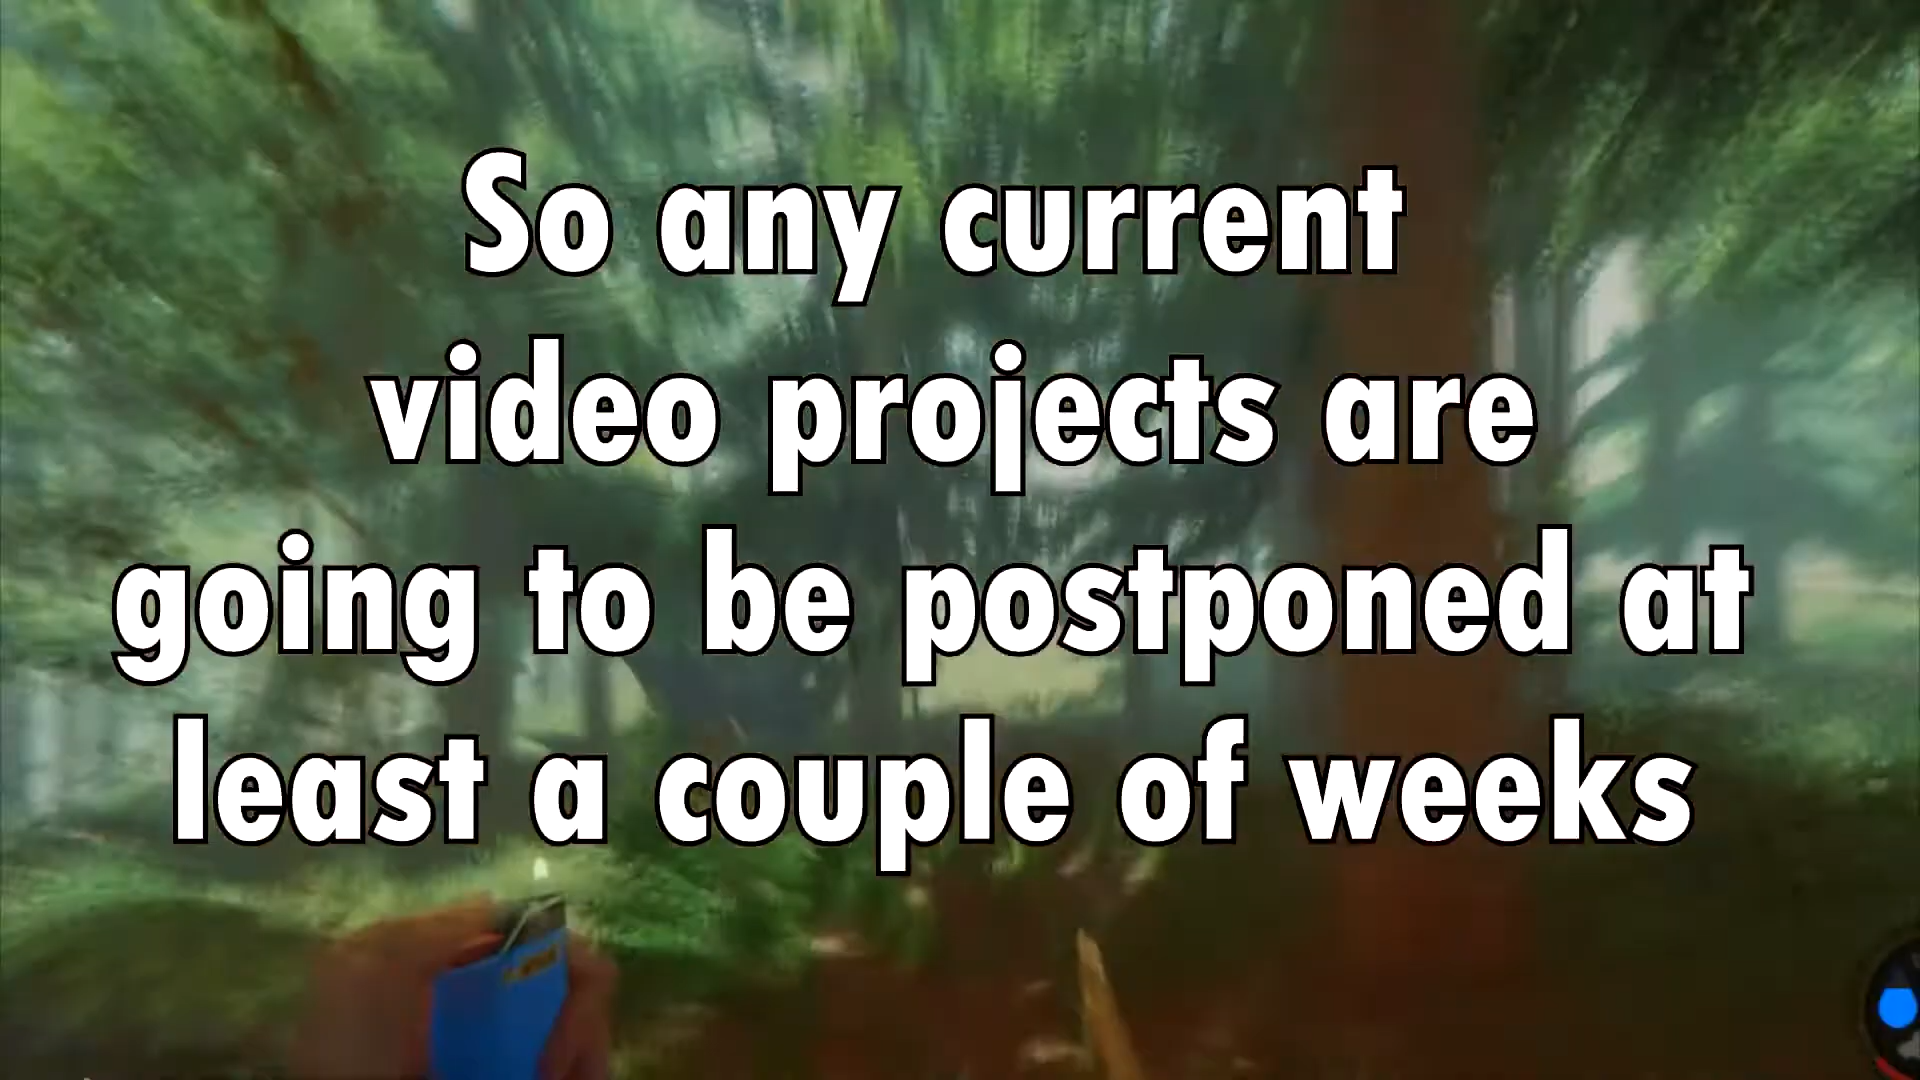 So any current
video projects are
going to be postponed at
least a couple of weeks